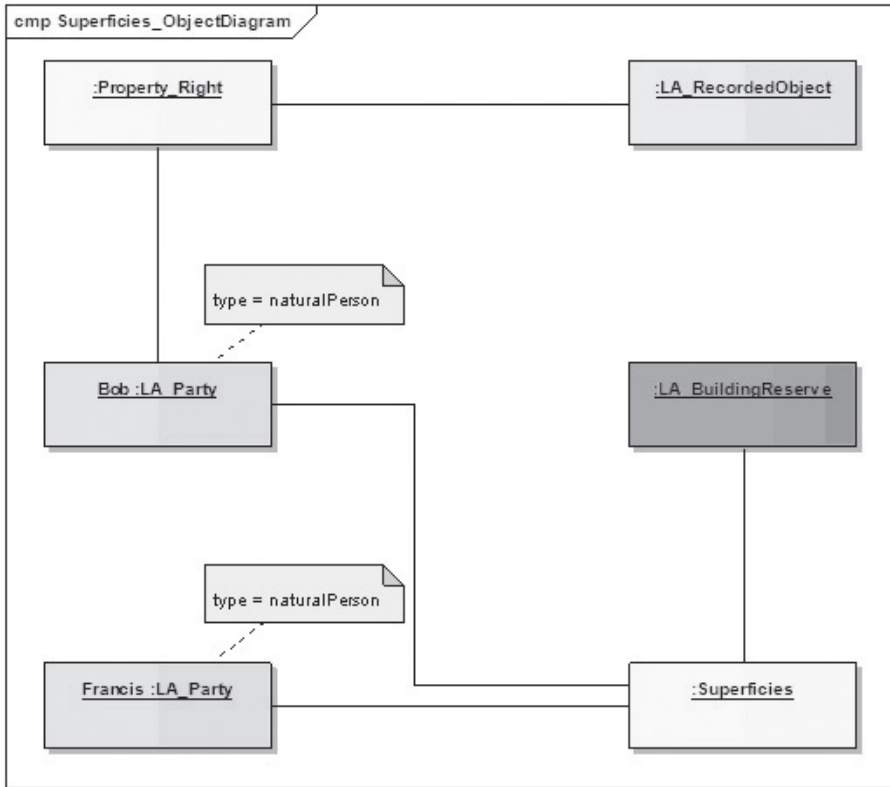 cmp Superficies_ObjectDiagram
:Property_Right
:LA_RecordedObject
type = naturalPerson
Bob :LA_Party
:LA_BuildingReserve
type = naturalPerson
Francis :LA_Party
:Superficies